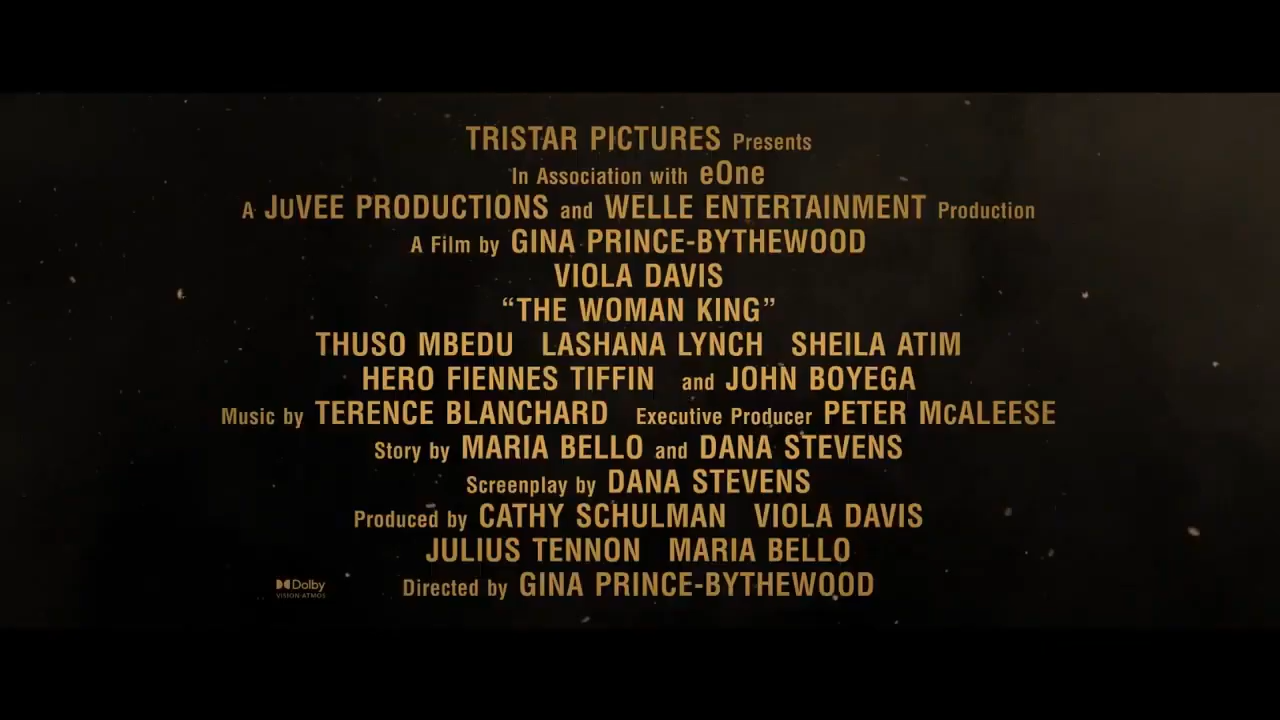 TRISTAR PICTURES Presents
In Association with eOne
A JuVEE PRODUCTIONS and WELLE ENTERTAINMENT Production
A Film by GINA PRINCE-BYTHEWOOD
VIOLA DAVIS
“THE WOMAN KING”
THUSO MBEDU LASHANA LYNCH SHEILA ATIM
HERO FIENNES TIFFIN and JOHN BOYEGA
Music by TERENCE BLANCHARD Executive Producer PETER McALEESE
Story by MARIA BELLO and DANA STEVENS
Screenplay by DANA STEVENS
Produced by CATHY SCHULMAN VIOLA DAVIS
JULIUS TENNON MARIA BELLO
Directed by GINA PRINCE-BYTHEWOOD
Dolby
VISION·ATMOS